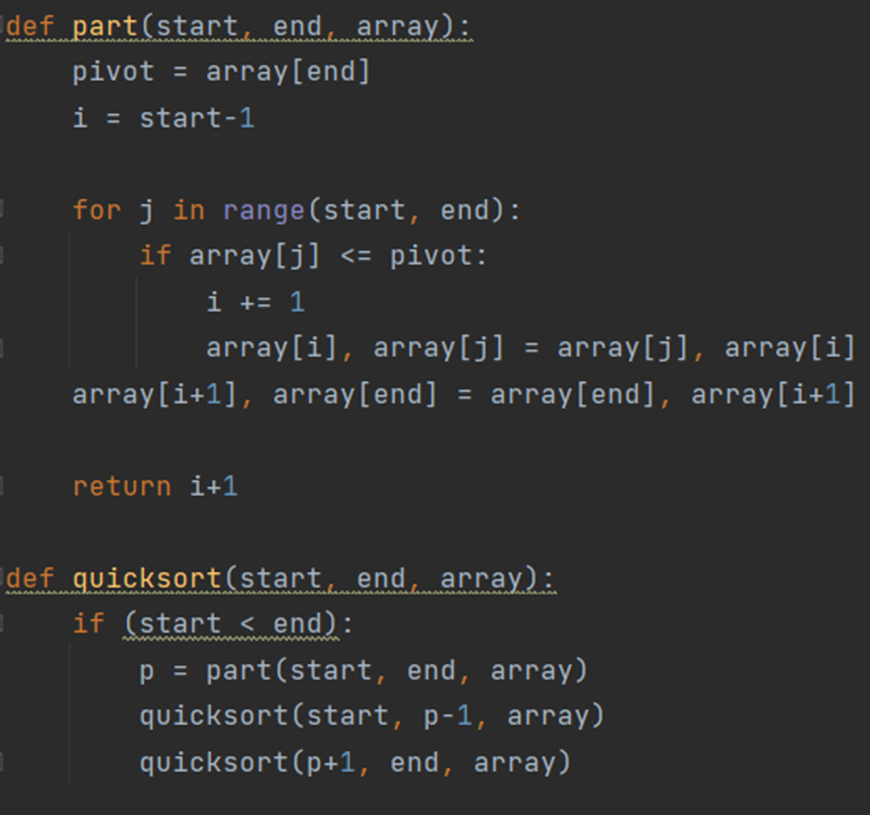 def part(start, end, array):
    pivot = array[end]
    i = start-1
    for j in range(start, end):
        if array[j] <= pivot:
            i += 1
            array[i], array[j] = array[j], array[i]
    array[i+1], array[end] = array[end], array[i+1]
    return i+1
def quicksort(start, end, array):
    if (start < end):
        p = part(start, end, array)
        quicksort(start, p-1, array)
        quicksort(p+1, end, array)